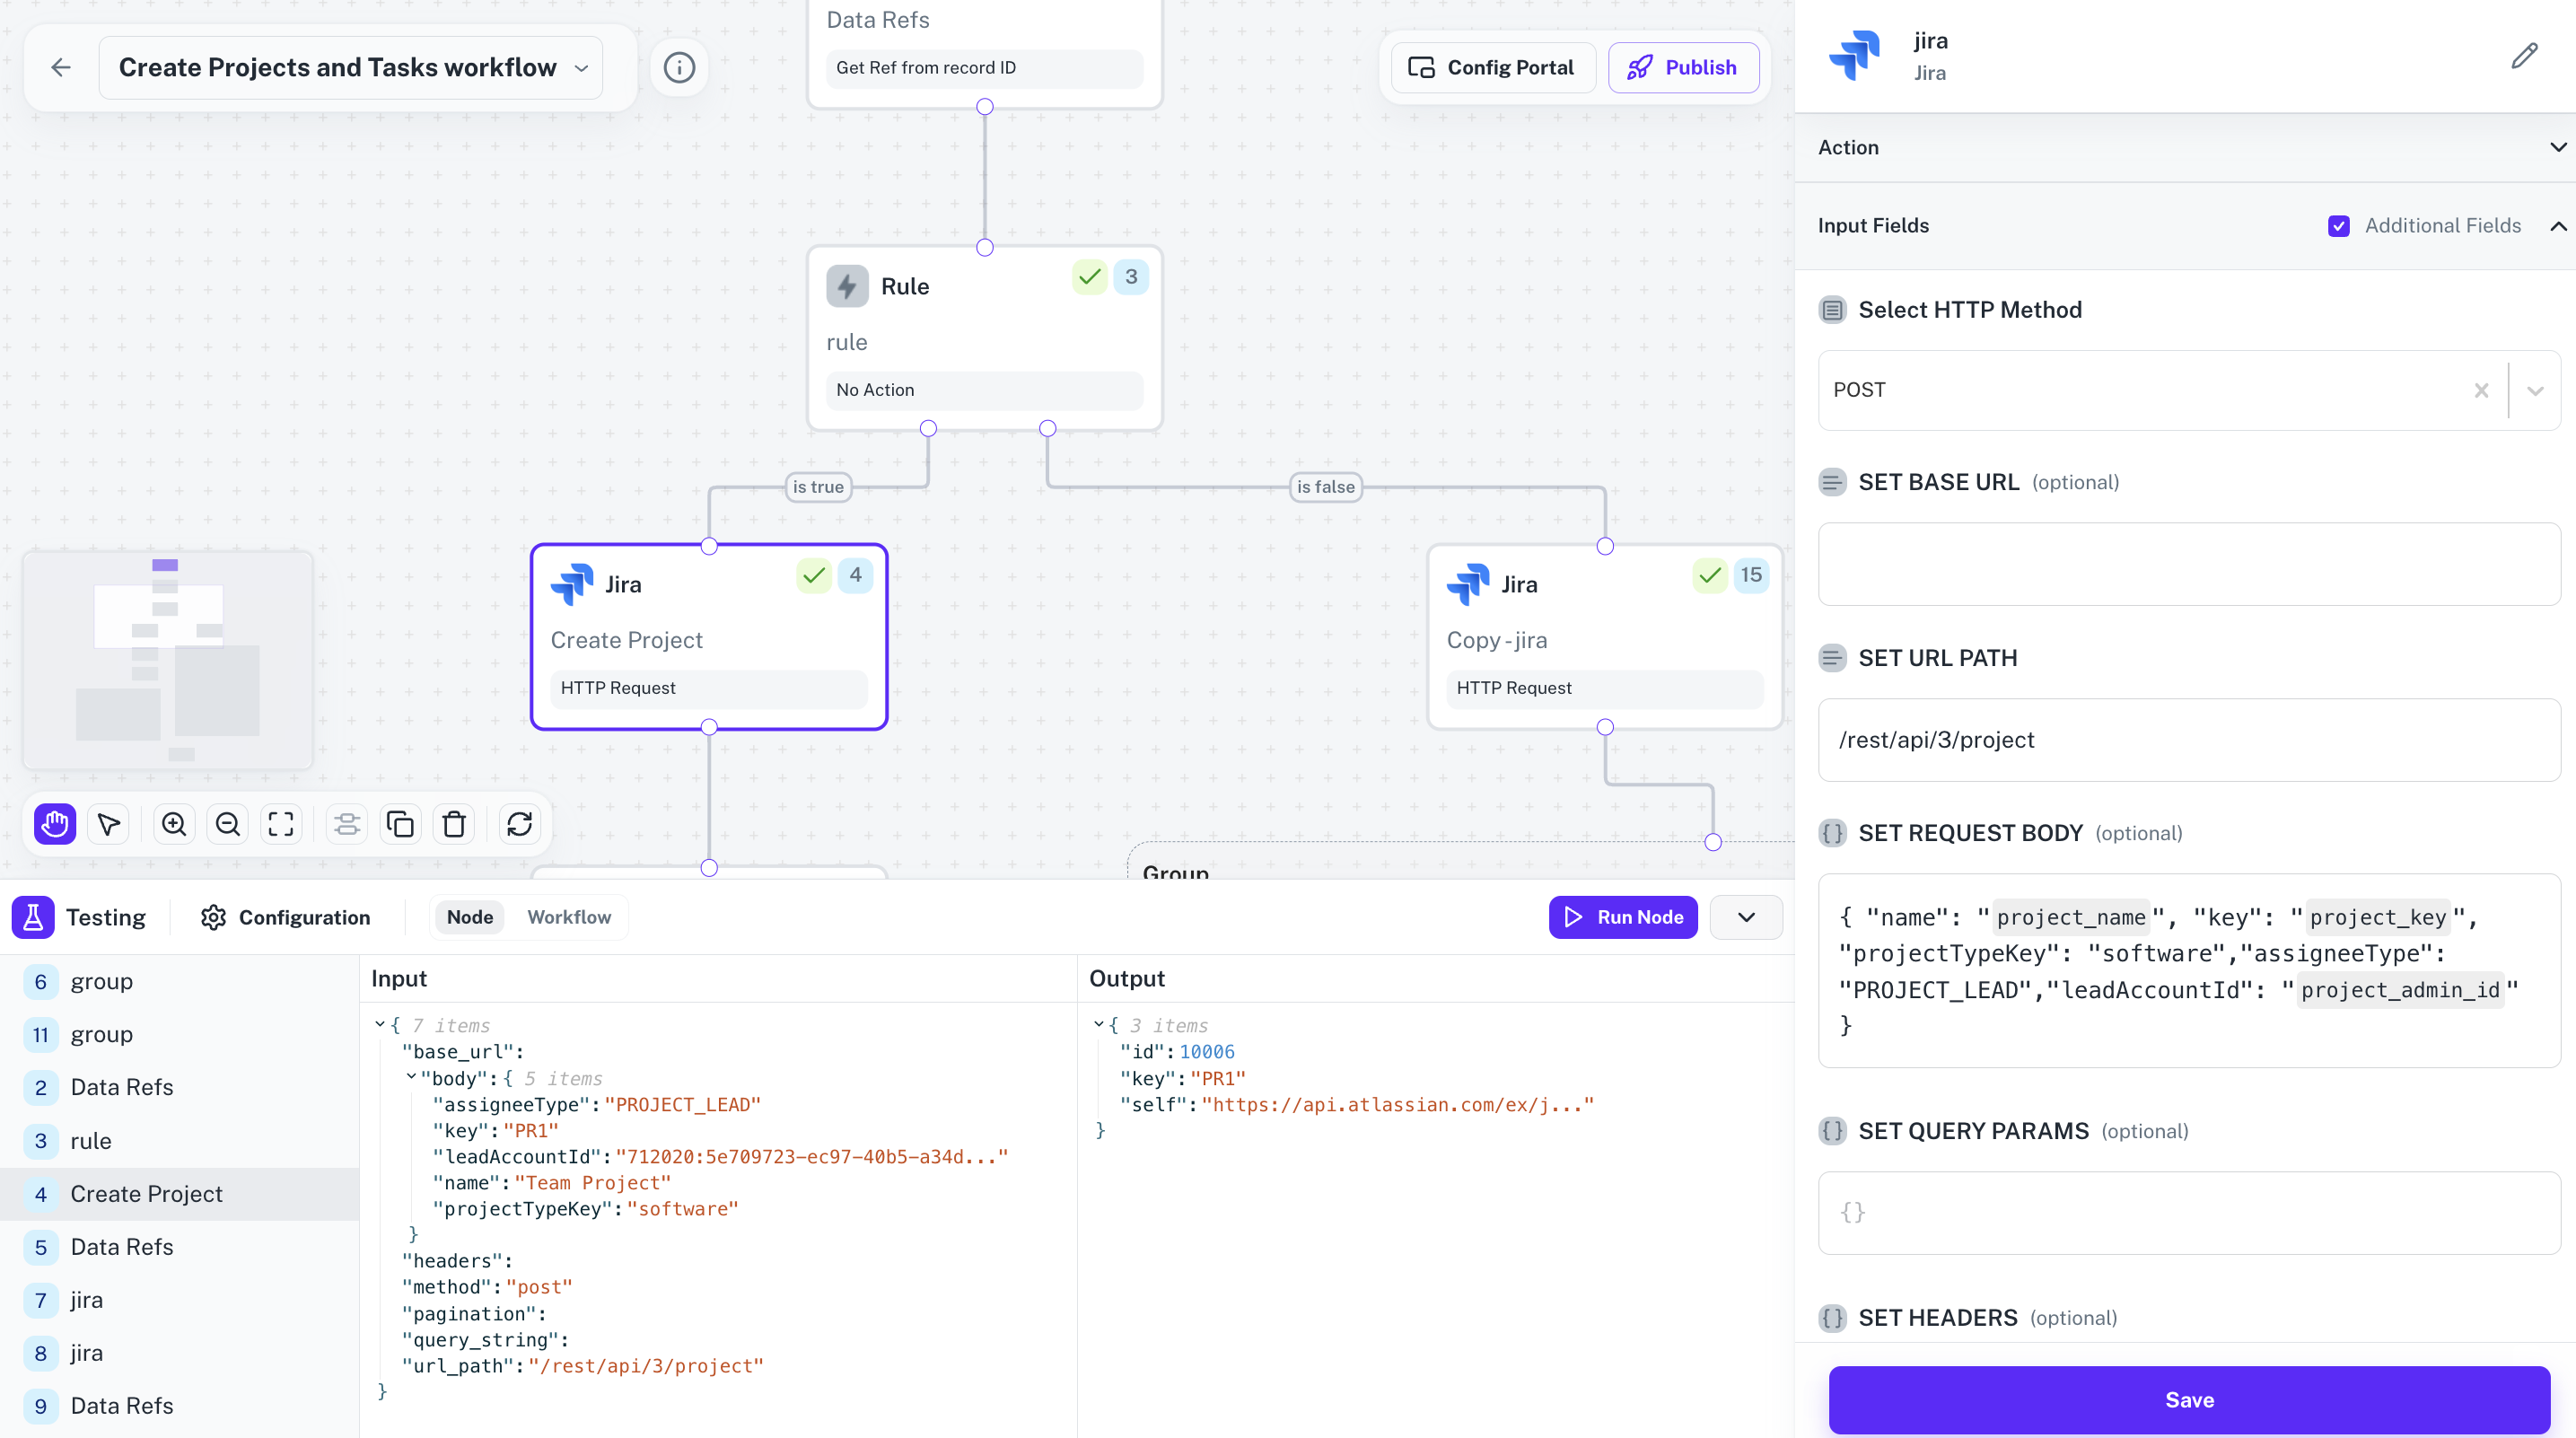 Create Projects and Tasks workflow
Data Refs
Get Ref from record ID
Config Portal
Publish
Rule
3
rule
No Action
is true
is false
Jira
4
Create Project
HTTP Request
Jira
15
Copy - jira
HTTP Request
Group
Testing
Configuration
Node
Workflow
Run Node
6 group
11 group
2 Data Refs
3 rule
4 Create Project
5 Data Refs
7 jira
8 jira
9 Data Refs
Input
{ 7 items
"base_url":
"body": { 5 items
"assigneeType":"PROJECT_LEAD"
"key":"PR1"
"leadAccountId":"712020:5e709723-ec97-40b5-a34d..."
"name":"Team Project"
"projectTypeKey":"software"
}
"headers":
"method":"post"
"pagination":
"query_string":
"url_path":"/rest/api/3/project"
}
Output
{ 3 items
"id":10006
"key":"PR1"
"self":"https://api.atlassian.com/ex/j..."
}
jira
Jira
Action
Input Fields
Additional Fields
Select HTTP Method
POST
SET BASE URL (optional)
SET URL PATH
/rest/api/3/project
{} SET REQUEST BODY (optional)
{ "name": "project_name", "key": "project_key",
"projectTypeKey": "software","assigneeType":
"PROJECT_LEAD","leadAccountId": "project_admin_id"
}
{} SET QUERY PARAMS (optional)
{}
{} SET HEADERS (optional)
Save